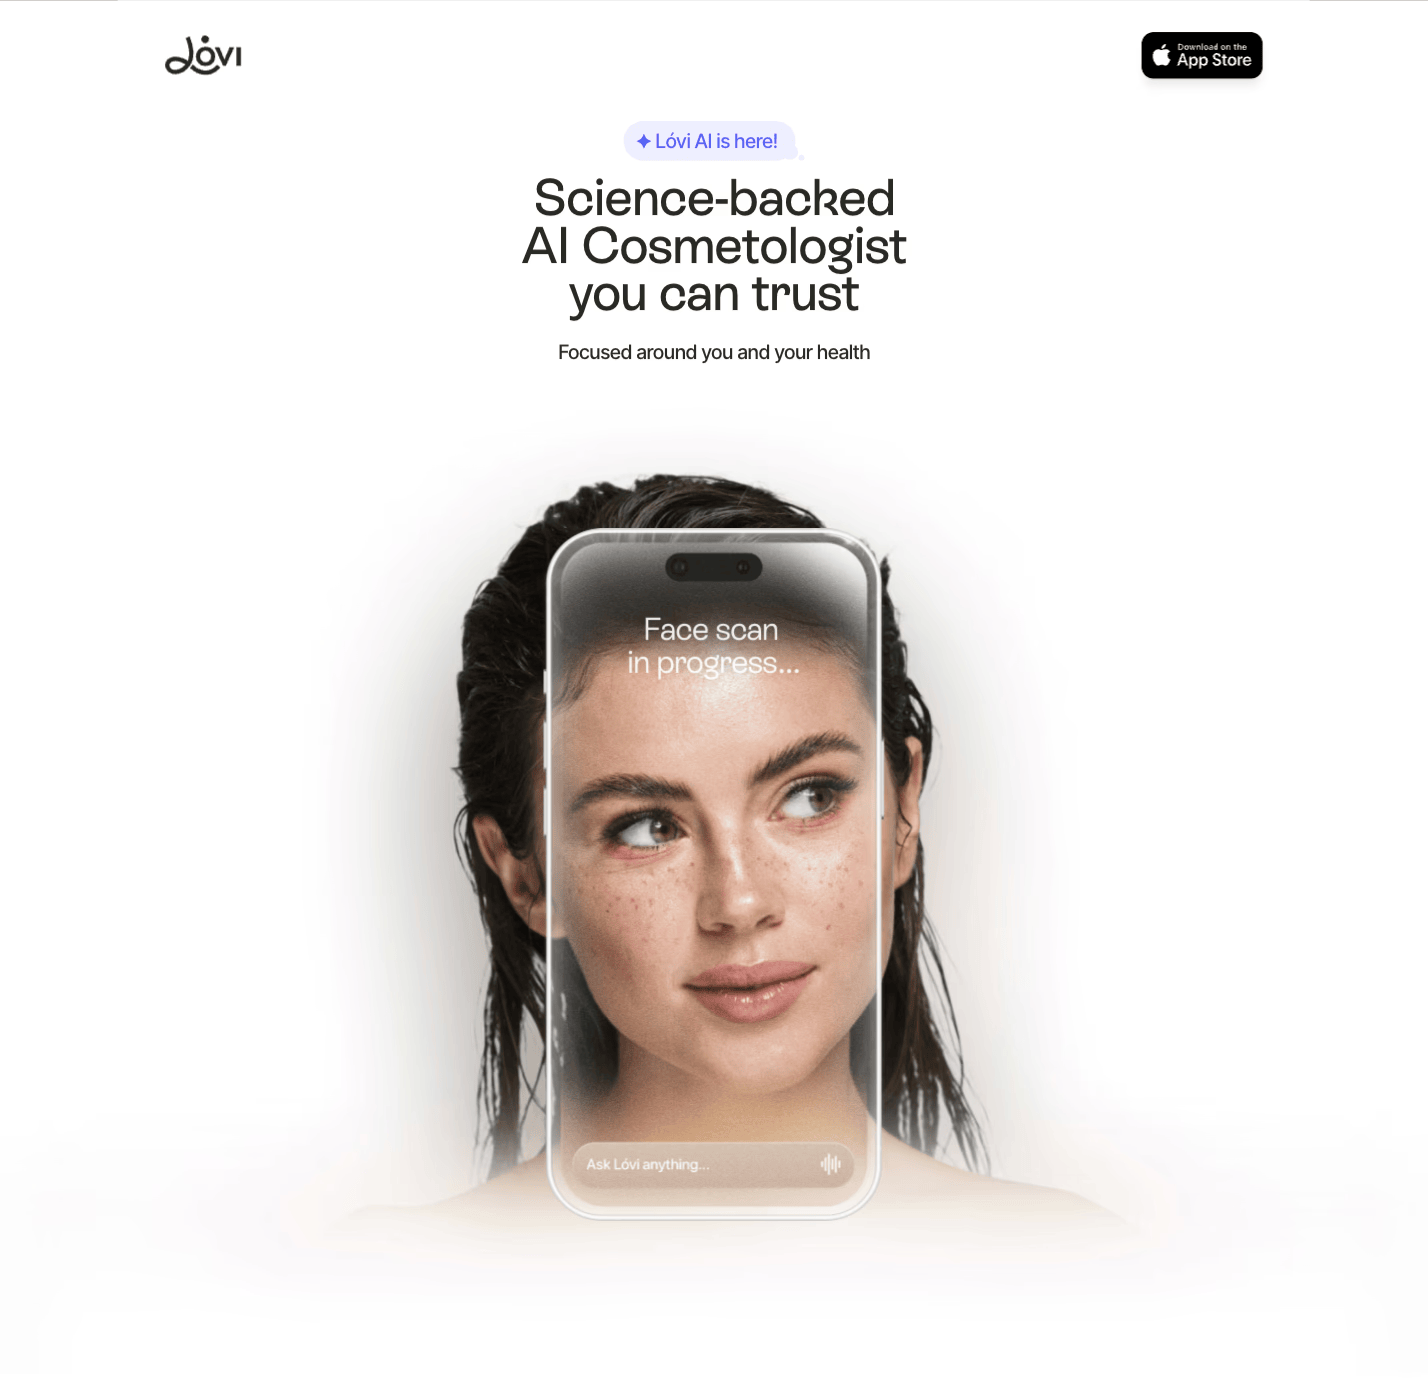 Lóvi
Download on the
App Store
Lóvi AI is here!
Science-backed
AI Cosmetologist
you can trust
Focused around you and your health
Face scan
in progress...
Ask Lóvi anything...